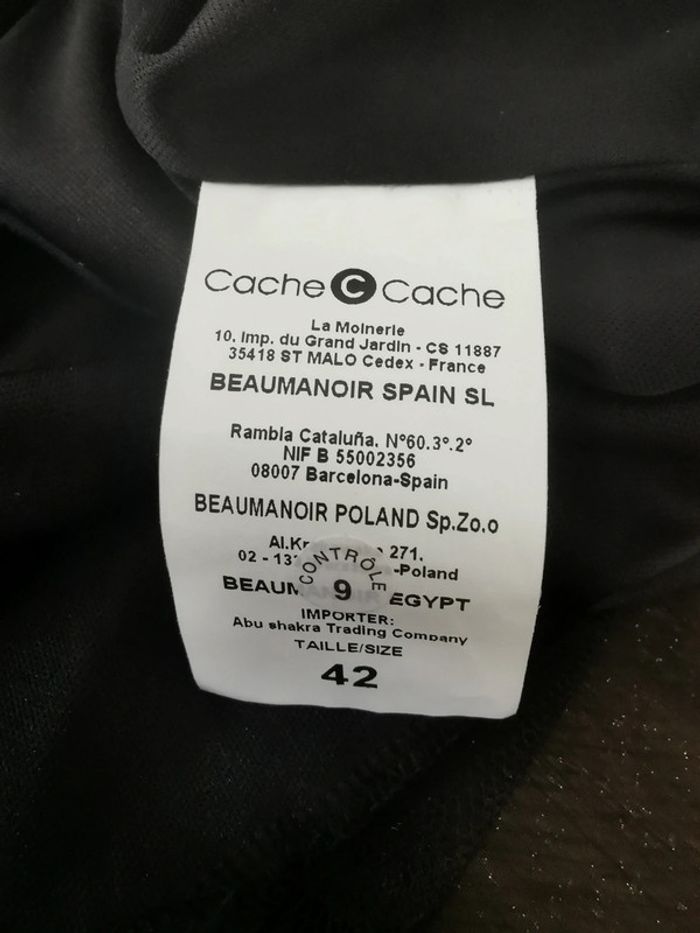 Cache C Cache
La Moinerie
10. Imp. du Grand Jardin - CS 11887
35418 ST MALO Cedex - France
BEAUMANOIR SPAIN SL
Rambla Cataluña. N°60.3°.2°
NIF B 55002356
08007 Barcelona-Spain
BEAUMANOIR POLAND Sp.Zo.o
Al. 271.
02 - -Poland
CONTRÔLE
9
EGYPT
IMPORTER:
Abu shakra Trading Company
TAILLE/SIZE
42